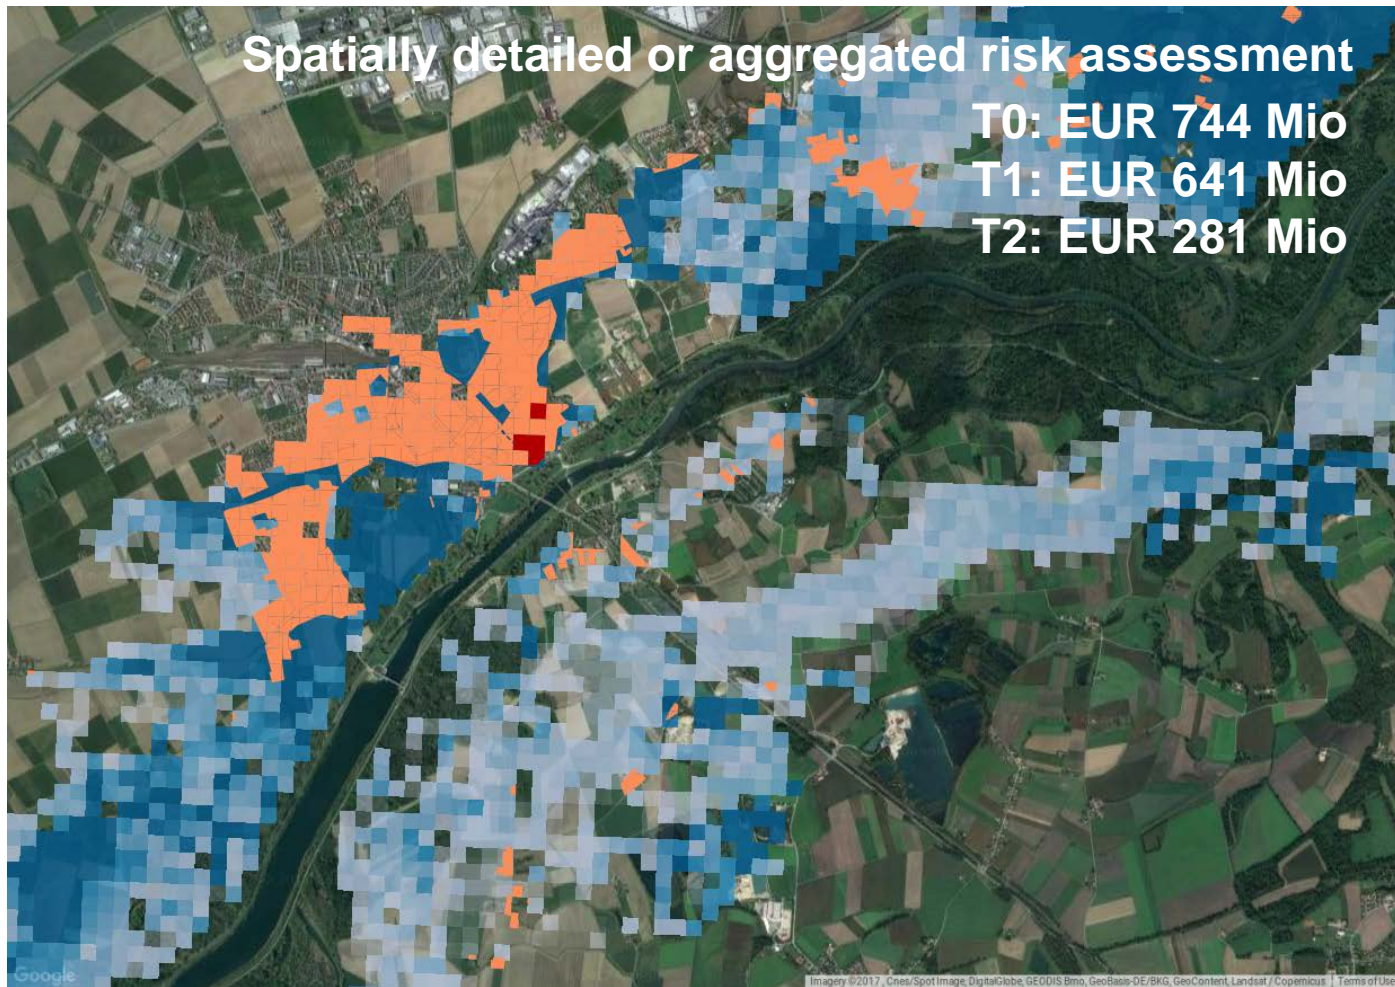 Spatially detailed or aggregated risk assessment
T0: EUR 744 Mio
T1: EUR 641 Mio
T2: EUR 281 Mio
Google
Imagery ©2017, Cnes/Spot Image, DigitalGlobe, GEODIS Brno, GeoBasis-DE/BKG, GeoContent, Landsat / Copernicus
Terms of Use